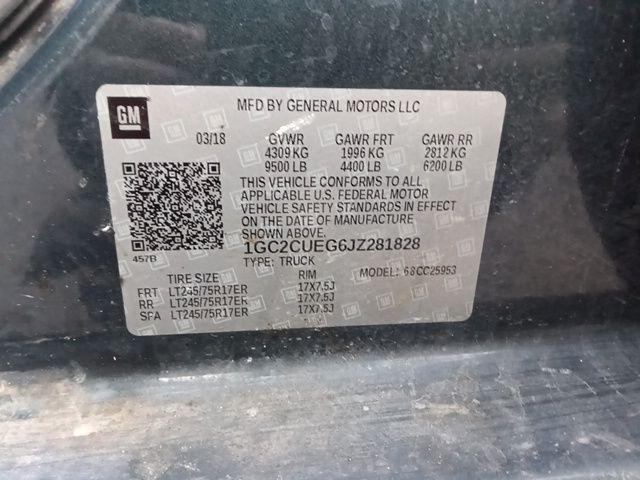 GM
MFD BY GENERAL MOTORS LLC
03/18 GVWR GAWR FRT GAWR RR
4309 KG 1996 KG 2812 KG
9500 LB 4400 LB 6200 LB
THIS VEHICLE CONFORMS TO ALL
APPLICABLE U.S. FEDERAL MOTOR
VEHICLE SAFETY STANDARDS IN EFFECT
ON THE DATE OF MANUFACTURE
SHOWN ABOVE.
457B
1GC2CUEG6JZ281828
TYPE: TRUCK MODEL: 68CC25953
TIRE SIZE RIM
FRT LT245/75R17ER 17X7.5J
RR LT245/75R17ER 17X7.5J
SFA LT245/75R17ER 17X7.5J